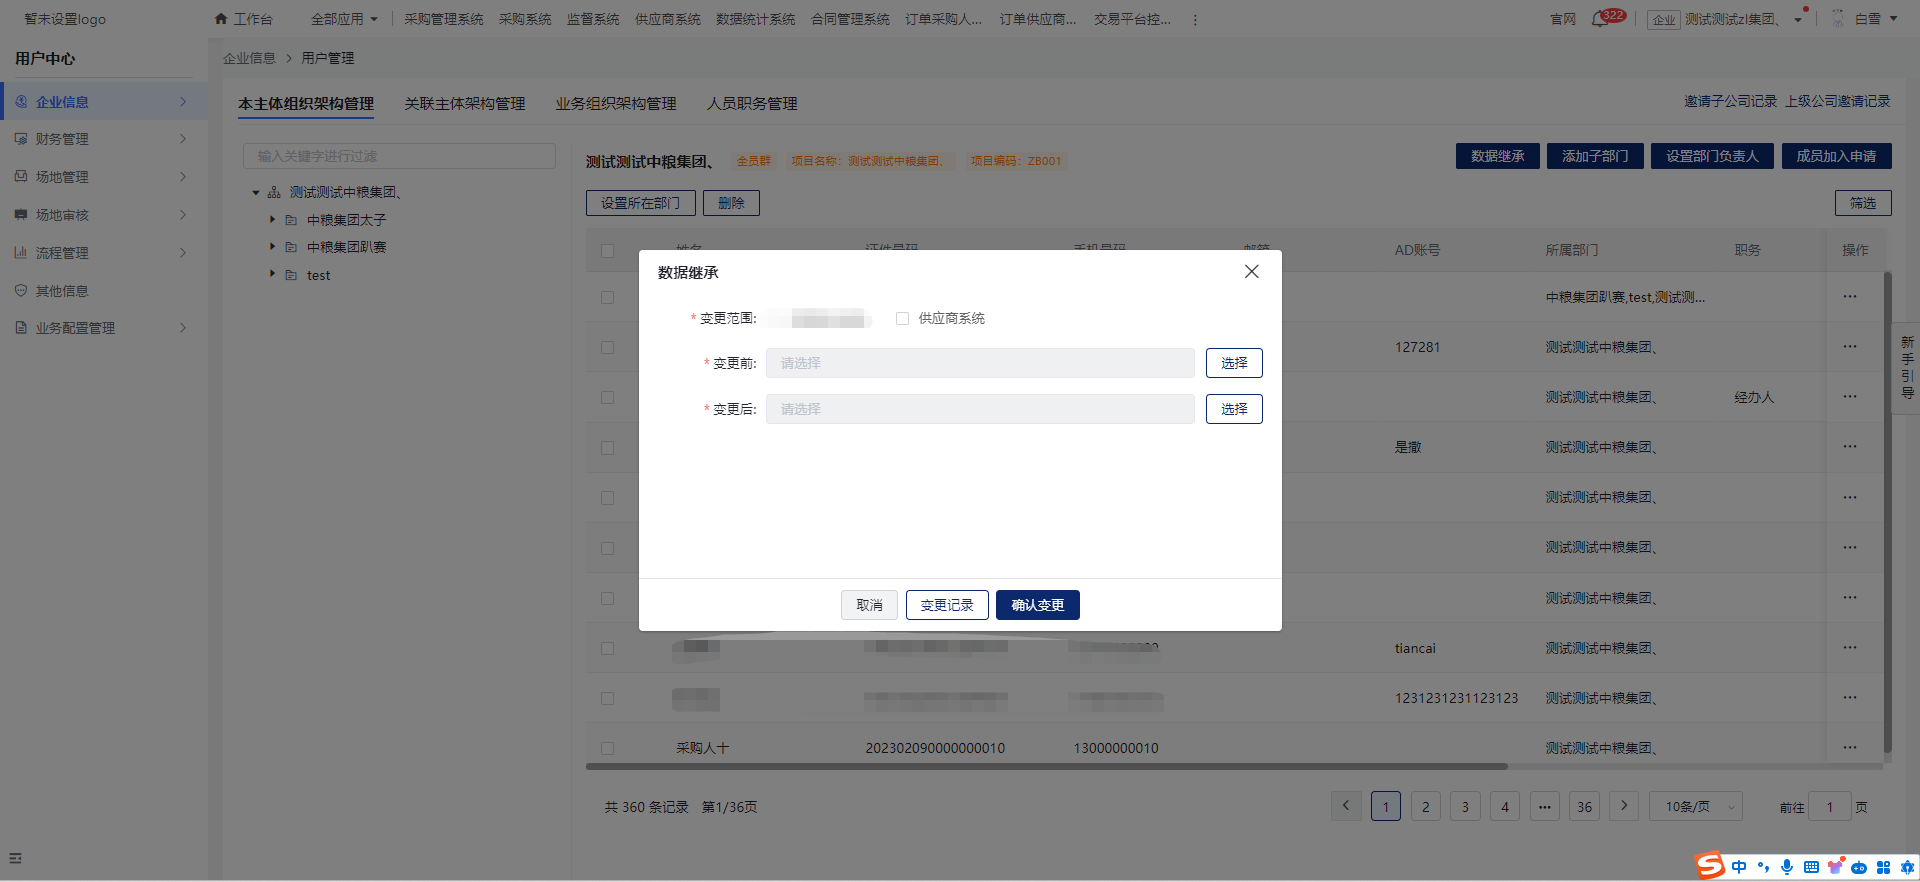 暂未设置logo
工作台 全部应用 采购管理系统 采购系统 监督系统 供应商系统 数据统计系统 合同管理系统 订单采购人... 订单供应商... 交易平台控...
官网 322 企业 测试测试zl集团、 白雪
用户中心
企业信息
财务管理
场地管理
场地审核
流程管理
其他信息
业务配置管理
企业信息 > 用户管理
本主体组织架构管理 关联主体架构管理 业务组织架构管理 人员职务管理
邀请子公司记录 上级公司邀请记录
输入关键字进行过滤
测试测试中粮集团、
中粮集团太子
中粮集团趴赛
test
测试测试中粮集团、 全员群 项目名称：测试测试中粮集团、 项目编码：ZB001
数据继承 添加子部门 设置部门负责人 成员加入申请
设置所在部门 删除 筛选
姓名 证件号码 手机号码 邮箱 AD账号 所属部门 职务 操作
中粮集团趴赛,test,测试测... ...
127281 测试测试中粮集团、 ...
测试测试中粮集团、 经办人 ...
是撒 测试测试中粮集团、 ...
测试测试中粮集团、 ...
测试测试中粮集团、 ...
测试测试中粮集团、 ...
tiancai 测试测试中粮集团、 ...
1231231231123123 测试测试中粮集团、 ...
采购人十 202302090000000010 13000000010 测试测试中粮集团、 ...
共 360 条记录 第1/36页
1 2 3 4 ... 36 10条/页 前往 1 页
新手引导
数据继承
* 变更范围: 供应商系统
* 变更前: 请选择 选择
* 变更后: 请选择 选择
取消 变更记录 确认变更
中